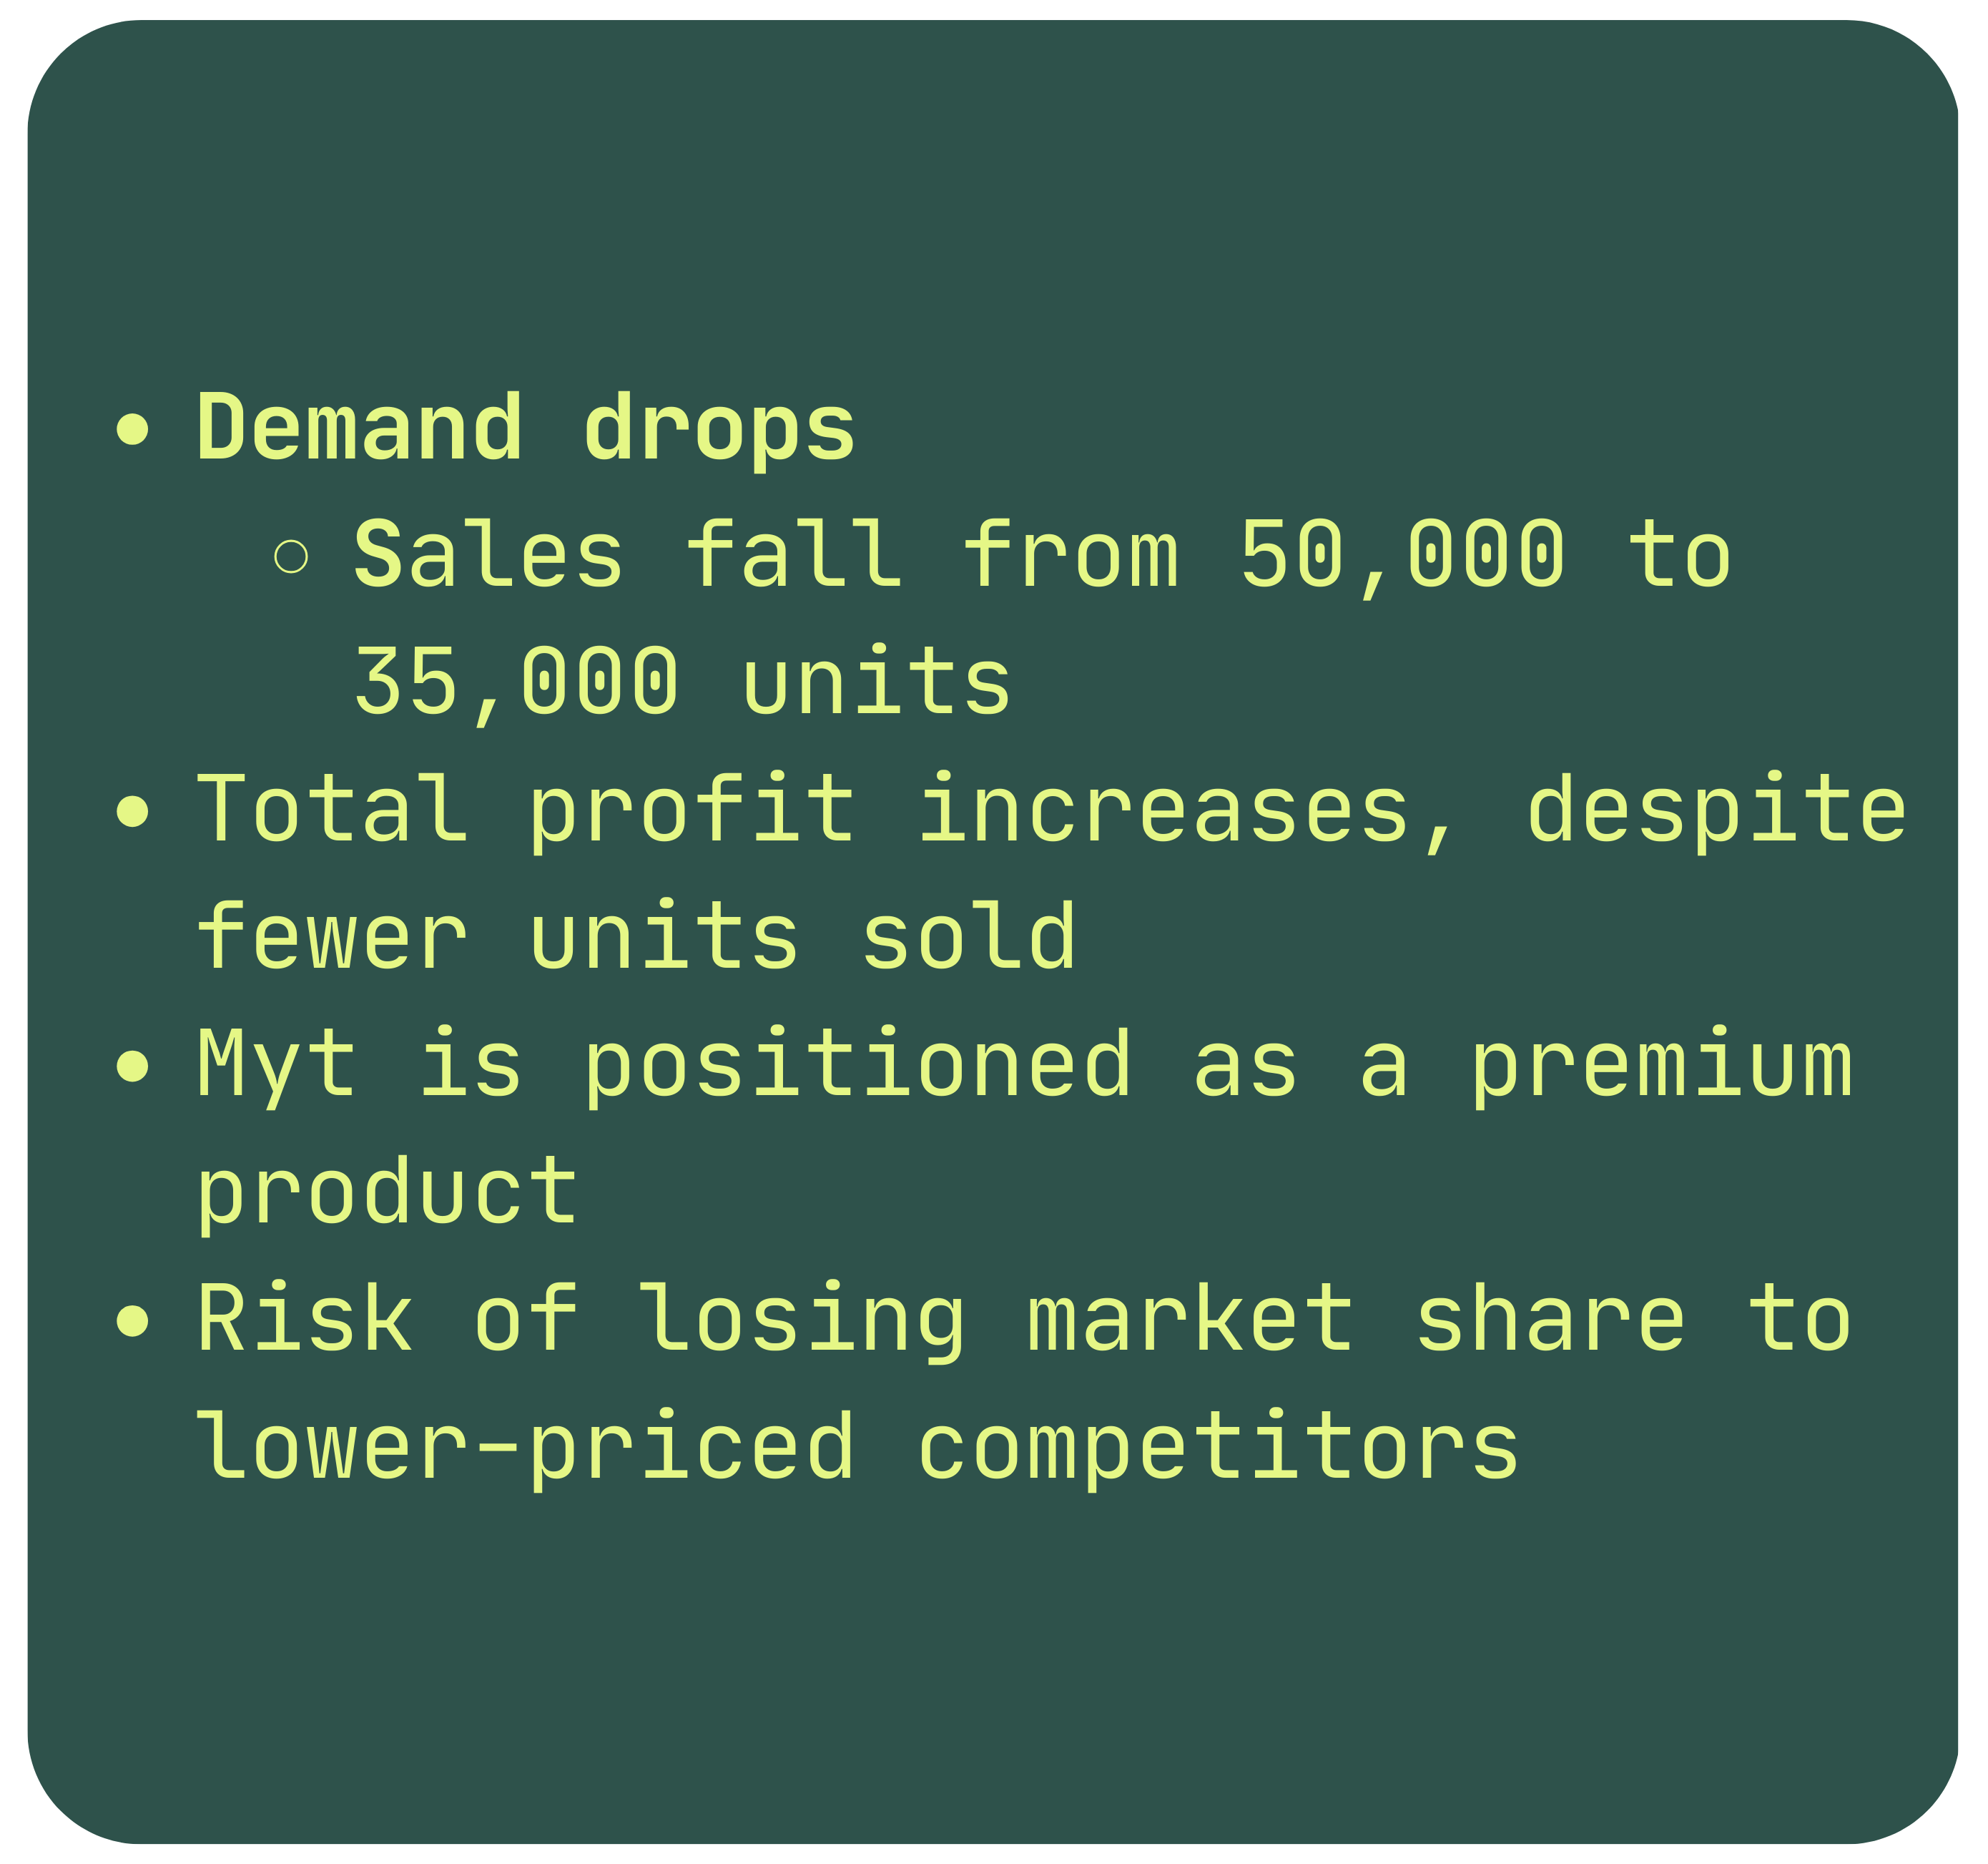 • Demand drops
◦ Sales fall from 50,000 to
35,000 units
• Total profit increases, despite
fewer units sold
• Myt is positioned as a premium
product
• Risk of losing market share to
lower-priced competitors